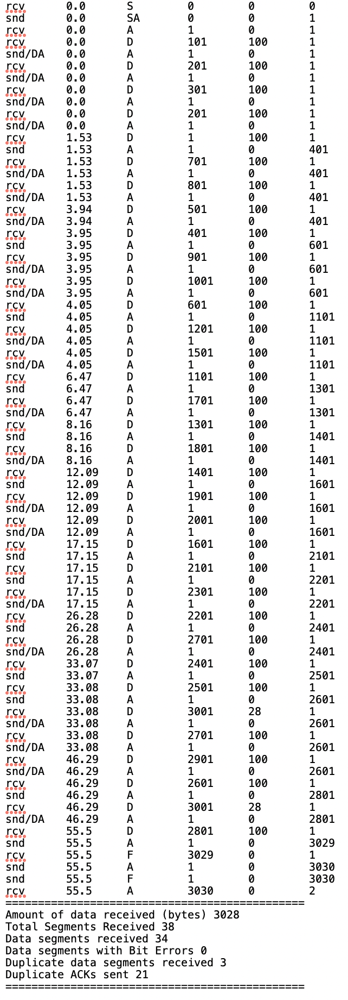 rcv 0.0 S 0 0 0
snd 0.0 SA 0 0 1
rcv 0.0 A 1 0 1
rcv 0.0 D 101 100 1
snd/DA 0.0 A 1 0 1
rcv 0.0 D 201 100 1
snd/DA 0.0 A 1 0 1
rcv 0.0 D 301 100 1
snd/DA 0.0 A 1 0 1
rcv 0.0 D 201 100 1
snd/DA 0.0 A 1 0 1
rcv 1.53 D 1 100 1
snd 1.53 A 1 0 401
rcv 1.53 D 701 100 1
snd/DA 1.53 A 1 0 401
rcv 1.53 D 801 100 1
snd/DA 1.53 A 1 0 401
rcv 3.94 D 501 100 1
snd/DA 3.94 A 1 0 401
rcv 3.95 D 401 100 1
snd 3.95 A 1 0 601
rcv 3.95 D 901 100 1
snd/DA 3.95 A 1 0 601
rcv 3.95 D 1001 100 1
snd/DA 3.95 A 1 0 601
rcv 4.05 D 601 100 1
snd 4.05 A 1 0 1101
rcv 4.05 D 1201 100 1
snd/DA 4.05 A 1 0 1101
rcv 4.05 D 1501 100 1
snd/DA 4.05 A 1 0 1101
rcv 6.47 D 1101 100 1
snd 6.47 A 1 0 1301
rcv 6.47 D 1701 100 1
snd/DA 6.47 A 1 0 1301
rcv 8.16 D 1301 100 1
snd 8.16 A 1 0 1401
rcv 8.16 D 1801 100 1
snd/DA 8.16 A 1 0 1401
rcv 12.09 D 1401 100 1
snd 12.09 A 1 0 1601
rcv 12.09 D 1901 100 1
snd/DA 12.09 A 1 0 1601
rcv 12.09 D 2001 100 1
snd/DA 12.09 A 1 0 1601
rcv 17.15 D 1601 100 1
snd 17.15 A 1 0 2101
rcv 17.15 D 2101 100 1
snd 17.15 A 1 0 2201
rcv 17.15 D 2301 100 1
snd/DA 17.15 A 1 0 2201
rcv 26.28 D 2201 100 1
snd 26.28 A 1 0 2401
rcv 26.28 D 2701 100 1
snd/DA 26.28 A 1 0 2401
rcv 33.07 D 2401 100 1
snd 33.07 A 1 0 2501
rcv 33.08 D 2501 100 1
snd 33.08 A 1 0 2601
rcv 33.08 D 3001 28 1
snd/DA 33.08 A 1 0 2601
rcv 33.08 D 2701 100 1
snd/DA 33.08 A 1 0 2601
rcv 46.29 D 2901 100 1
snd/DA 46.29 A 1 0 2601
rcv 46.29 D 2601 100 1
snd 46.29 A 1 0 2801
rcv 46.29 D 3001 28 1
snd/DA 46.29 A 1 0 2801
rcv 55.5 D 2801 100 1
snd 55.5 A 1 0 3029
rcv 55.5 F 3029 0 1
snd 55.5 A 1 0 3030
snd 55.5 F 1 0 3030
rcv 55.5 A 3030 0 2
==============================================
Amount of data received (bytes) 3028
Total Segments Received 38
Data segments received 34
Data segments with Bit Errors 0
Duplicate data segments received 3
Duplicate ACKs sent 21
==============================================